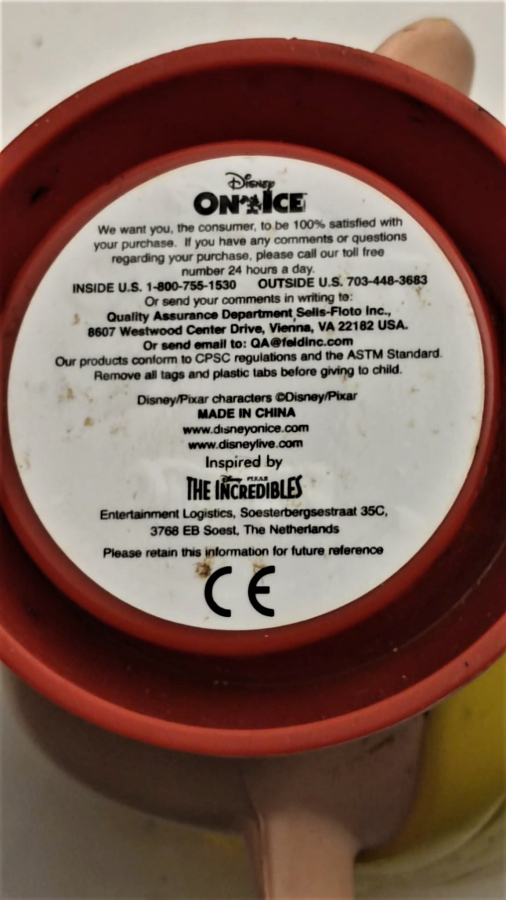 Disney
ON ICE
We want you, the consumer, to be 100% satisfied with
your purchase. If you have any comments or questions
regarding your purchase, please call our toll free
number 24 hours a day.
INSIDE U.S. 1-800-755-1530 OUTSIDE U.S. 703-448-3683
Or send your comments in writing to:
Quality Assurance Department Sells-Floto Inc.,
8607 Westwood Center Drive, Vienna, VA 22182 USA.
Or send email to: QA@feldinc.com
Our products conform to CPSC regulations and the ASTM Standard.
Remove all tags and plastic tabs before giving to child.
Disney/Pixar characters ©Disney/Pixar
MADE IN CHINA
www.disneyonice.com
www.disneylive.com
Inspired by
Disney PIXAR
THE INCREDIBLES
Entertainment Logistics, Soesterbergsestraat 35C,
3768 EB Soest, The Netherlands
Please retain this information for future reference
CE